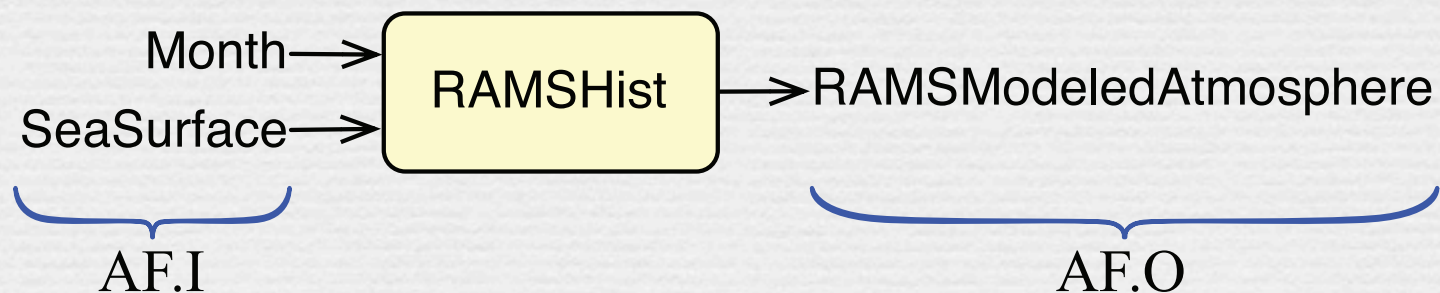 Month
SeaSurface
RAMSHist
RAMSModeledAtmosphere
AF.I
AF.O